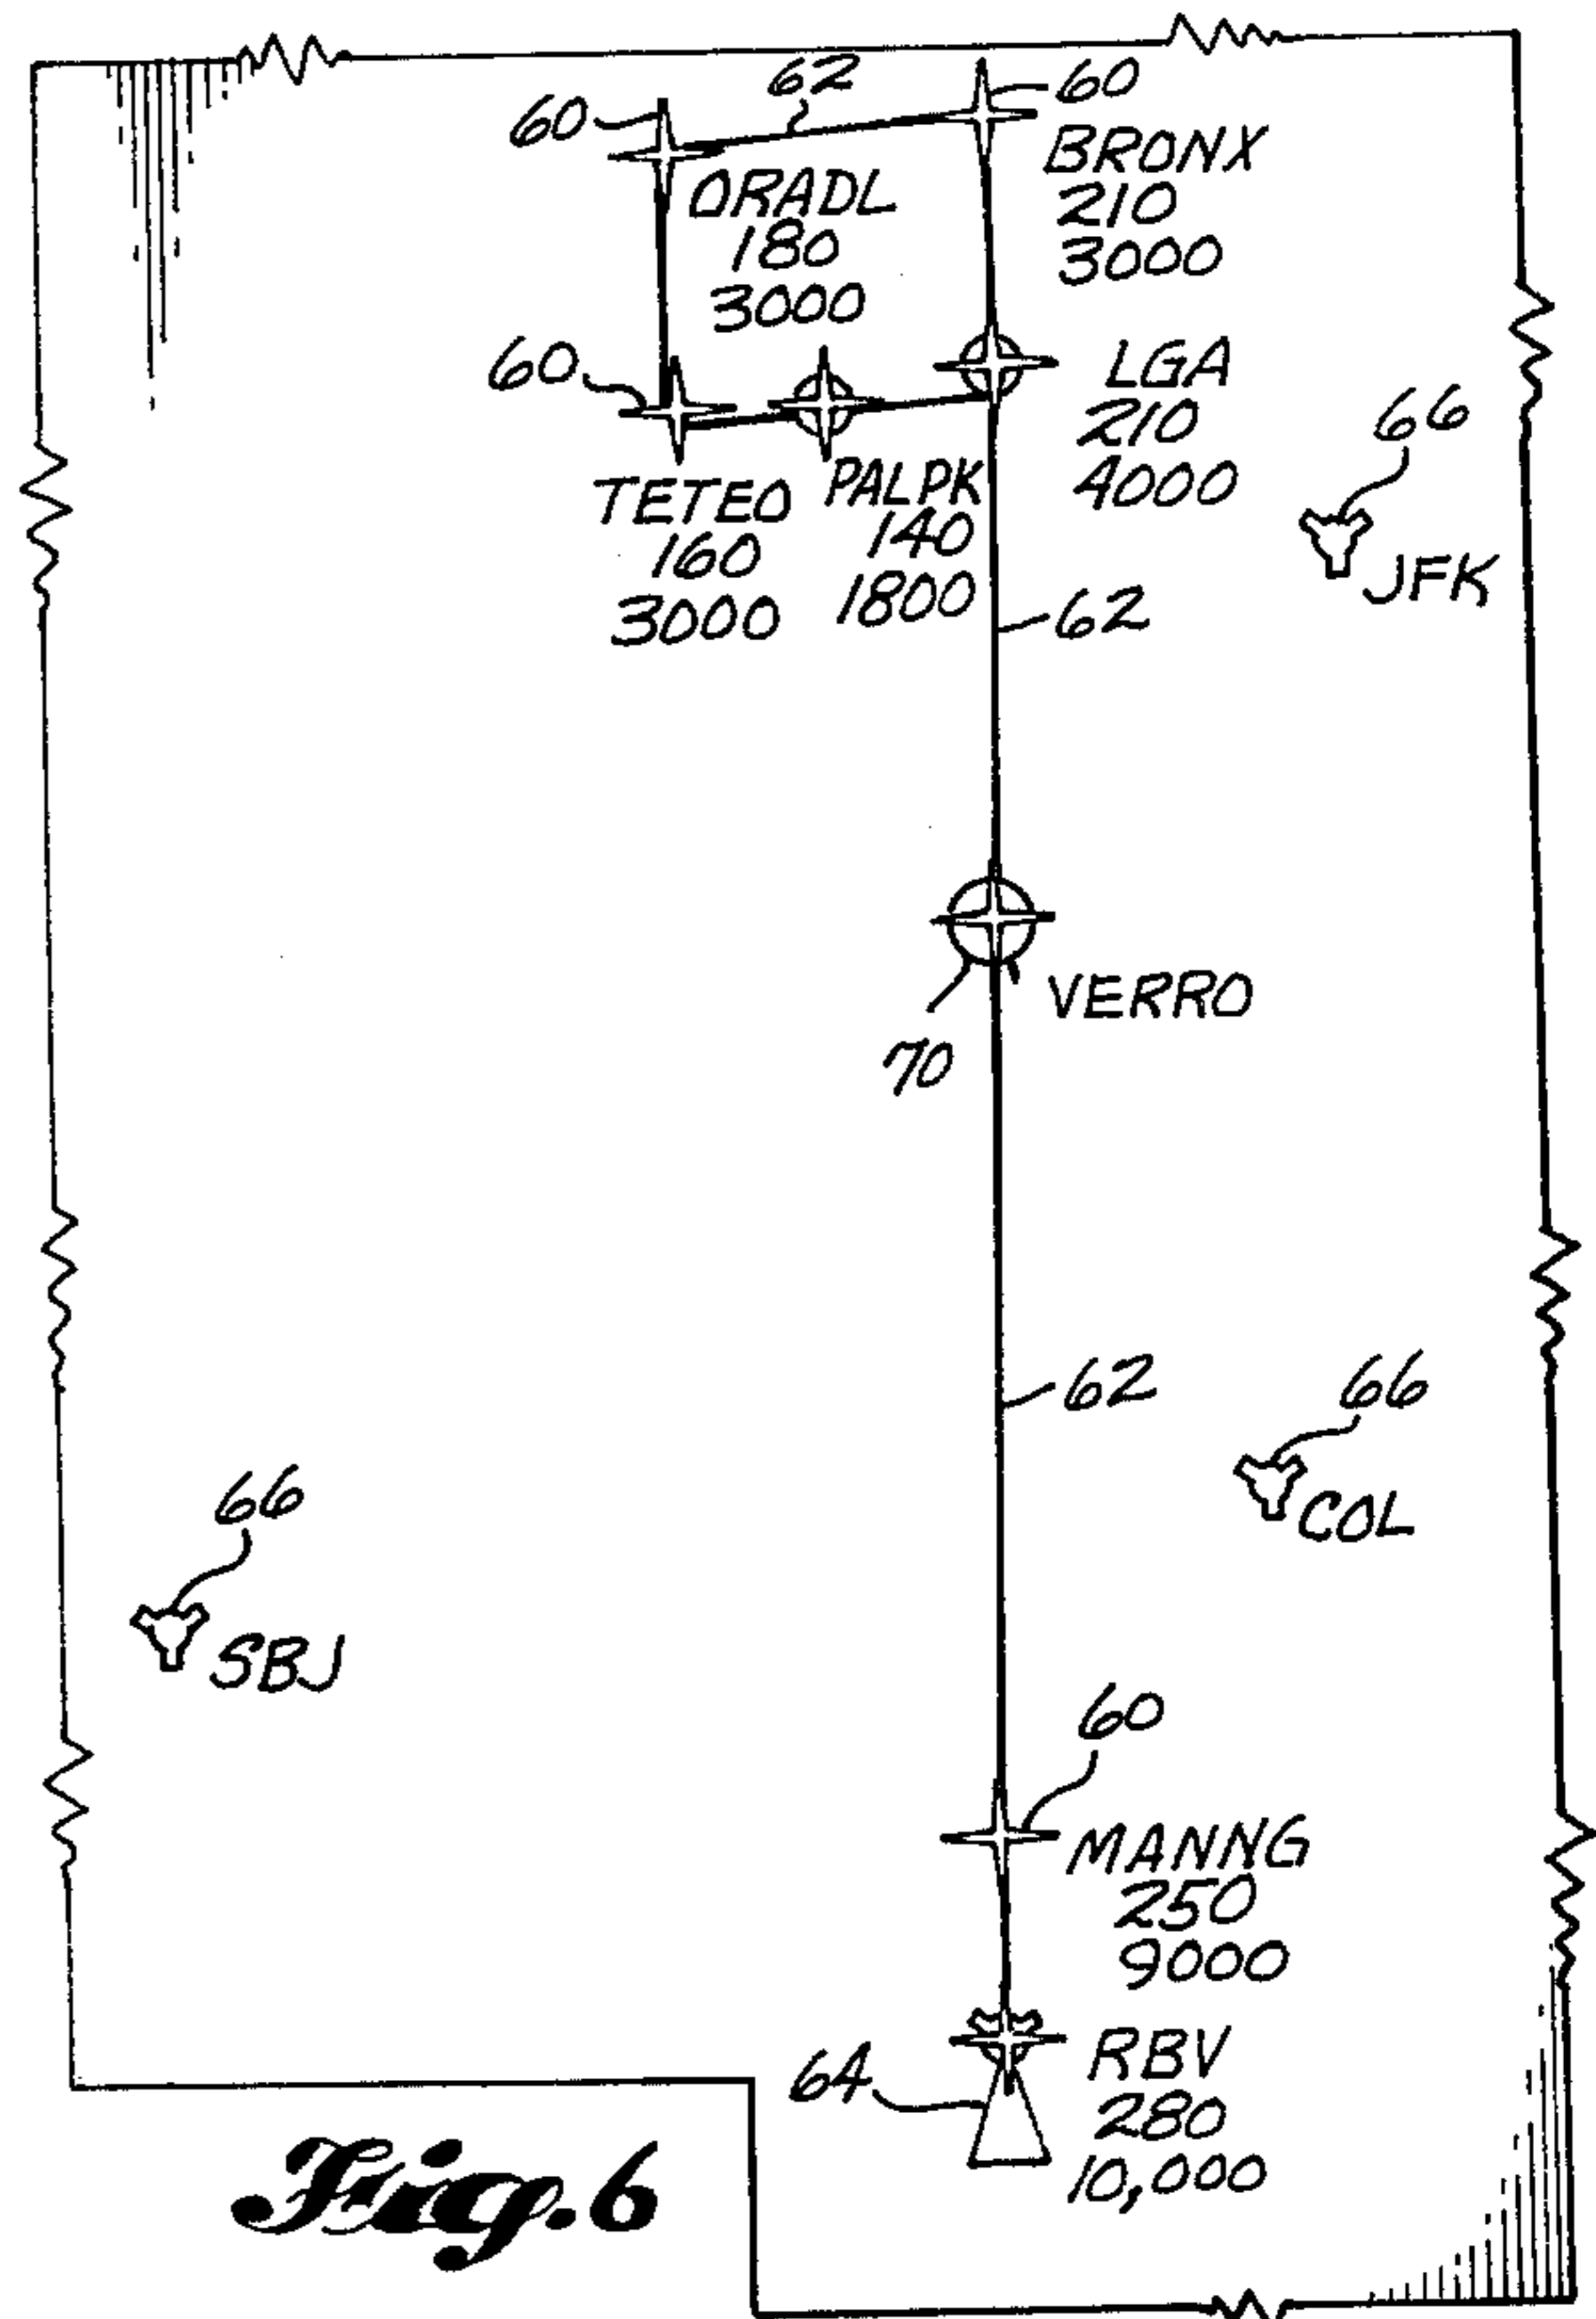 62
60
60
BRONX
210
3000
ORADL
180
3000
60
LGA
210
4000
66
JFK
TETEO
160
3000
PALPK
140
1800
62
VERRO
70
62
66
COL
66
SBJ
60
MANNG
250
9000
64
RBV
280
10,000
Fig. 6